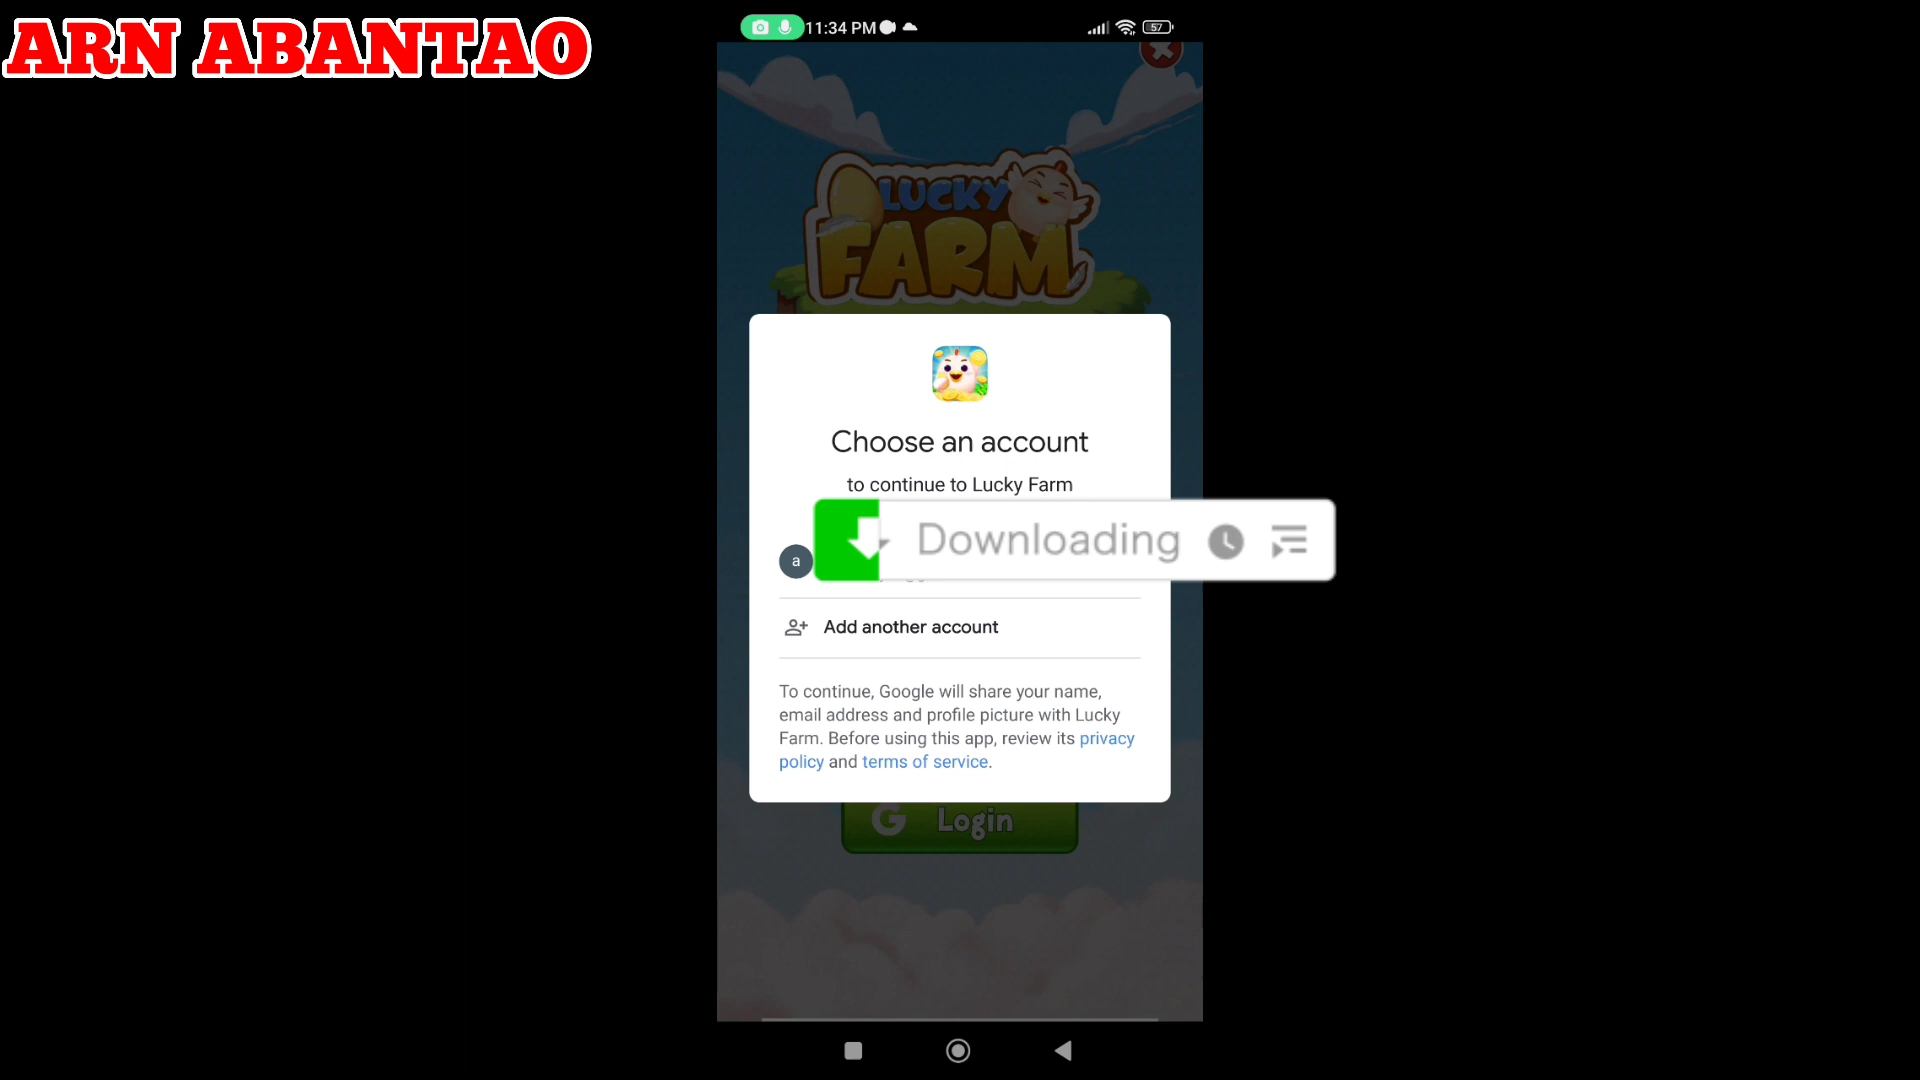 ARN ABANTAO
11:34 PM
57
LUCKY
FARM
Choose an account
to continue to Lucky Farm
Downloading
a
Add another account
To continue, Google will share your name,
email address and profile picture with Lucky
Farm. Before using this app, review its privacy
policy and terms of service.
G Login